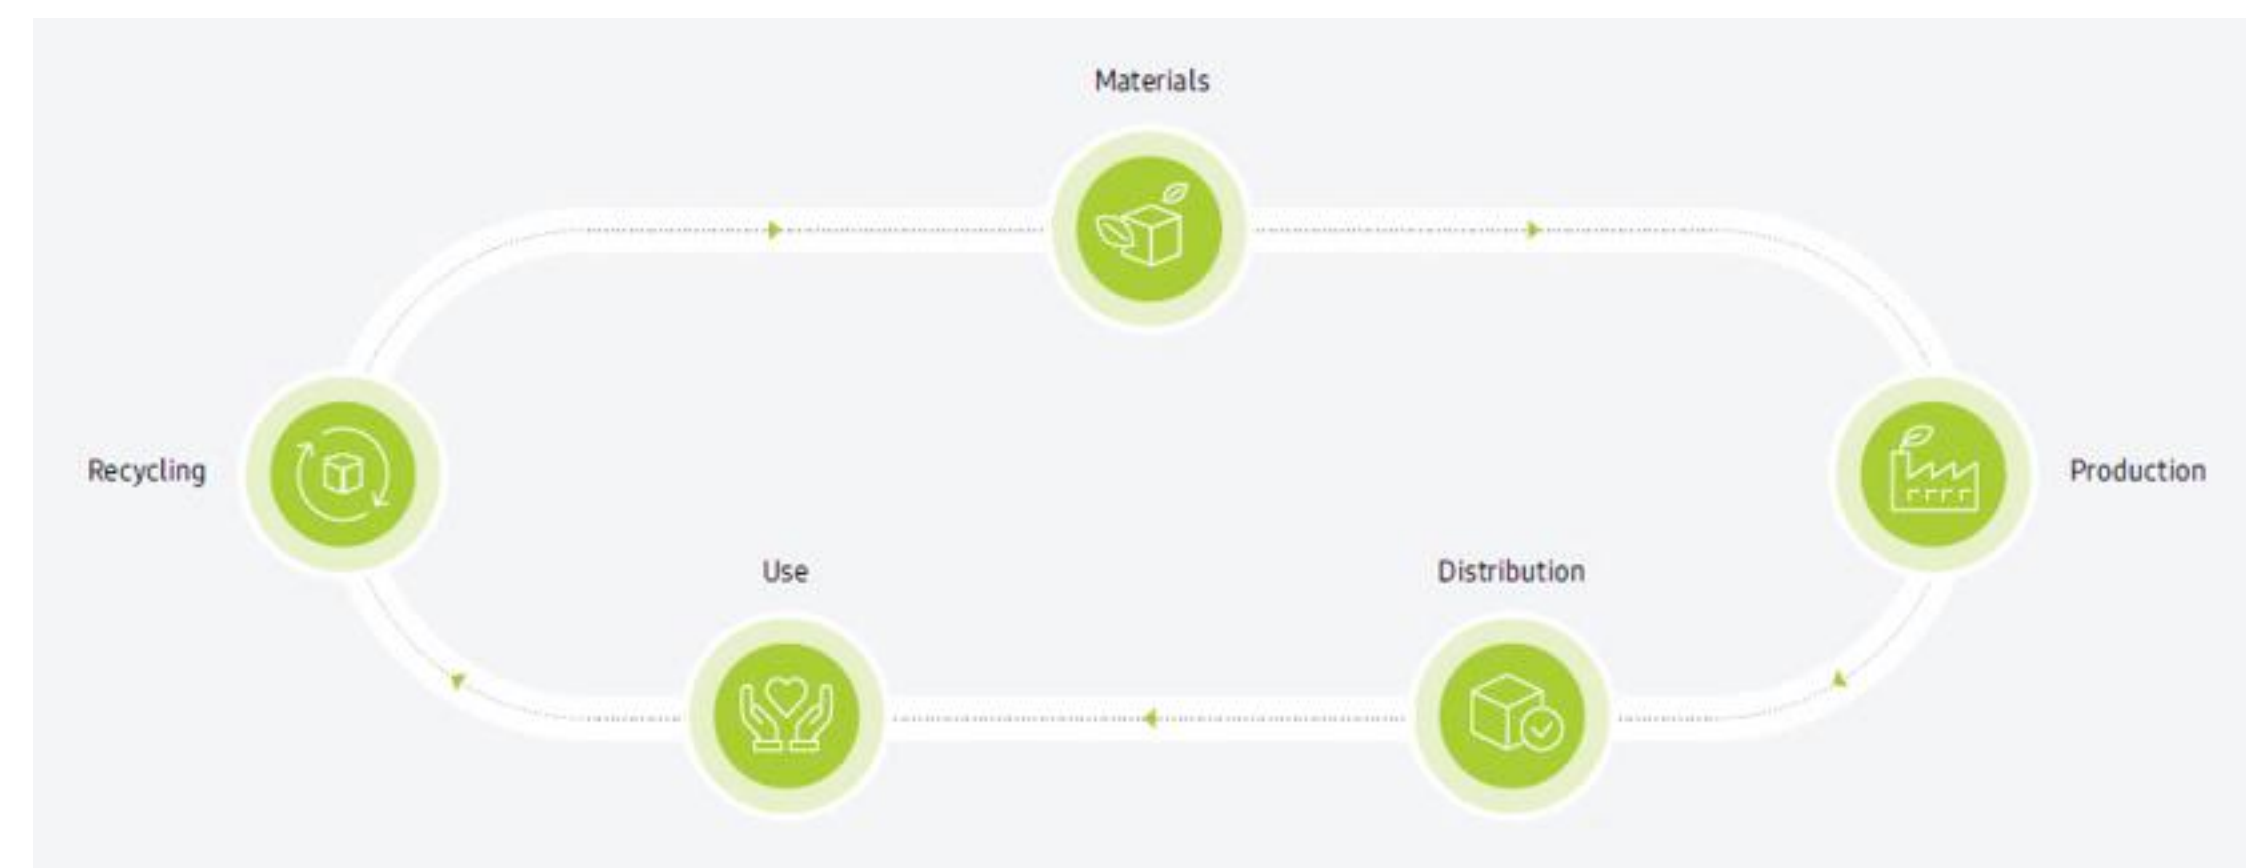 Materials
Recycling
Production
Use
Distribution